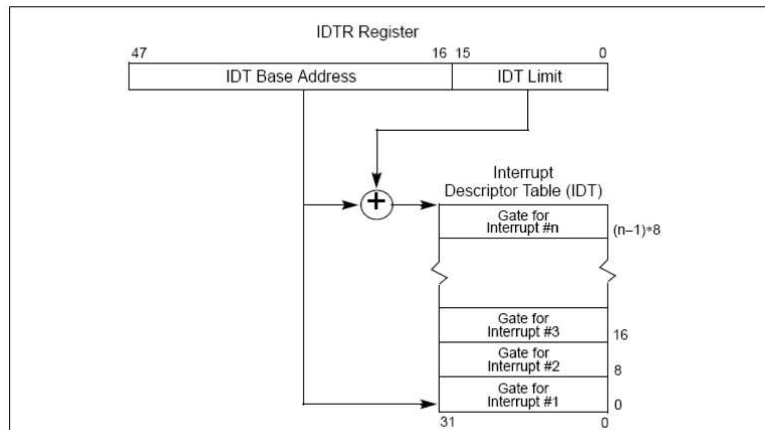 IDTR Register
47 16 15 0
IDT Base Address IDT Limit
+
Interrupt
Descriptor Table (IDT)
Gate for
Interrupt #n
(n–1)*8
Gate for
Interrupt #3
16
Gate for
Interrupt #2
8
Gate for
Interrupt #1
0
31 0